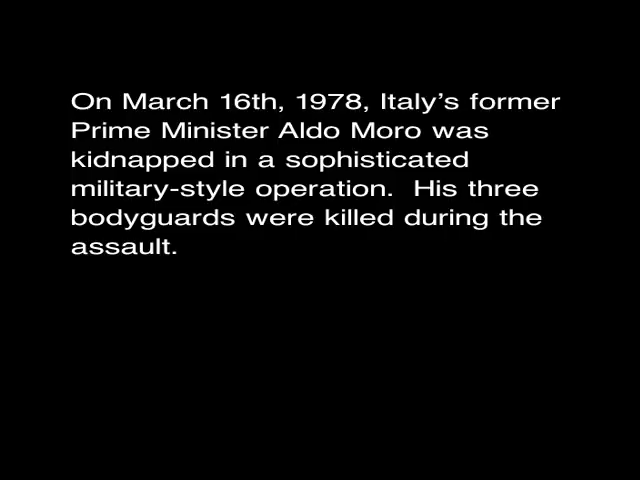 On March 16th, 1978, Italy’s former
Prime Minister Aldo Moro was
kidnapped in a sophisticated
military-style operation.  His three
bodyguards were killed during the
assault.